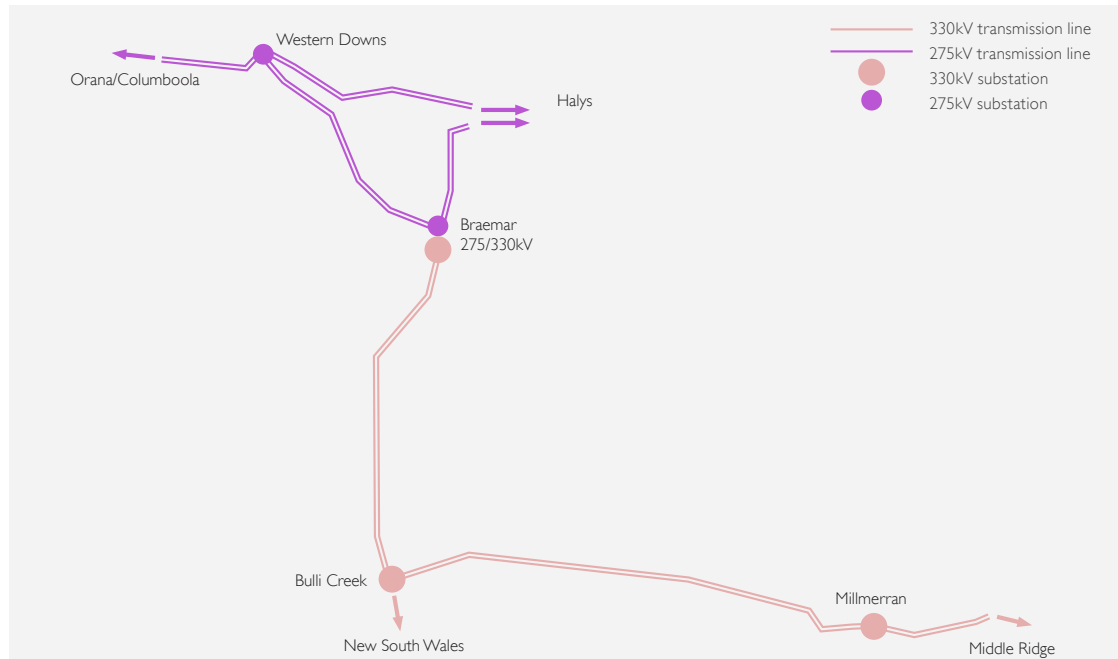 Western Downs
Orana/Columboola
Halys
330kV transmission line
275kV transmission line
330kV substation
275kV substation
Braemar
275/330kV
Bulli Creek
New South Wales
Millmerran
Middle Ridge